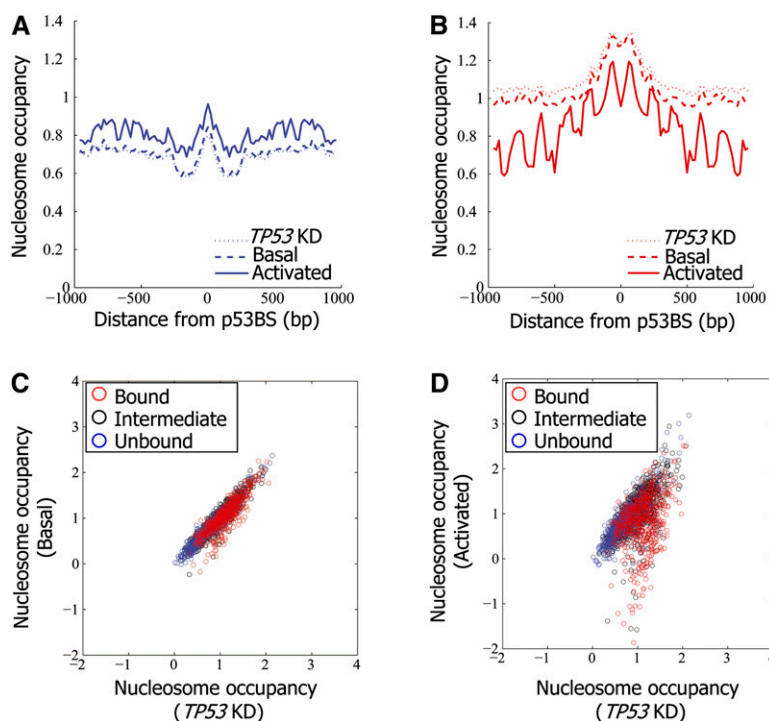 A
Nucleosome occupancy
1.4
1.2
1
0.8
0.6
0.4
0.2
0
−1000
−500
0
500
1000
TP53 KD
Basal
Activated
Distance from p53BS (bp)
B
Nucleosome occupancy
1.4
1.2
1
0.8
0.6
0.4
0.2
0
−1000
−500
0
500
1000
TP53 KD
Basal
Activated
Distance from p53BS (bp)
C
Nucleosome occupancy
(Basal)
4
3
2
1
0
−1
−2
−2
0
2
4
Bound
Intermediate
Unbound
Nucleosome occupancy
(TP53 KD)
D
Nucleosome occupancy
(Activated)
4
3
2
1
0
−1
−2
−2
−1
0
1
2
3
4
Bound
Intermediate
Unbound
Nucleosome occupancy
(TP53 KD)